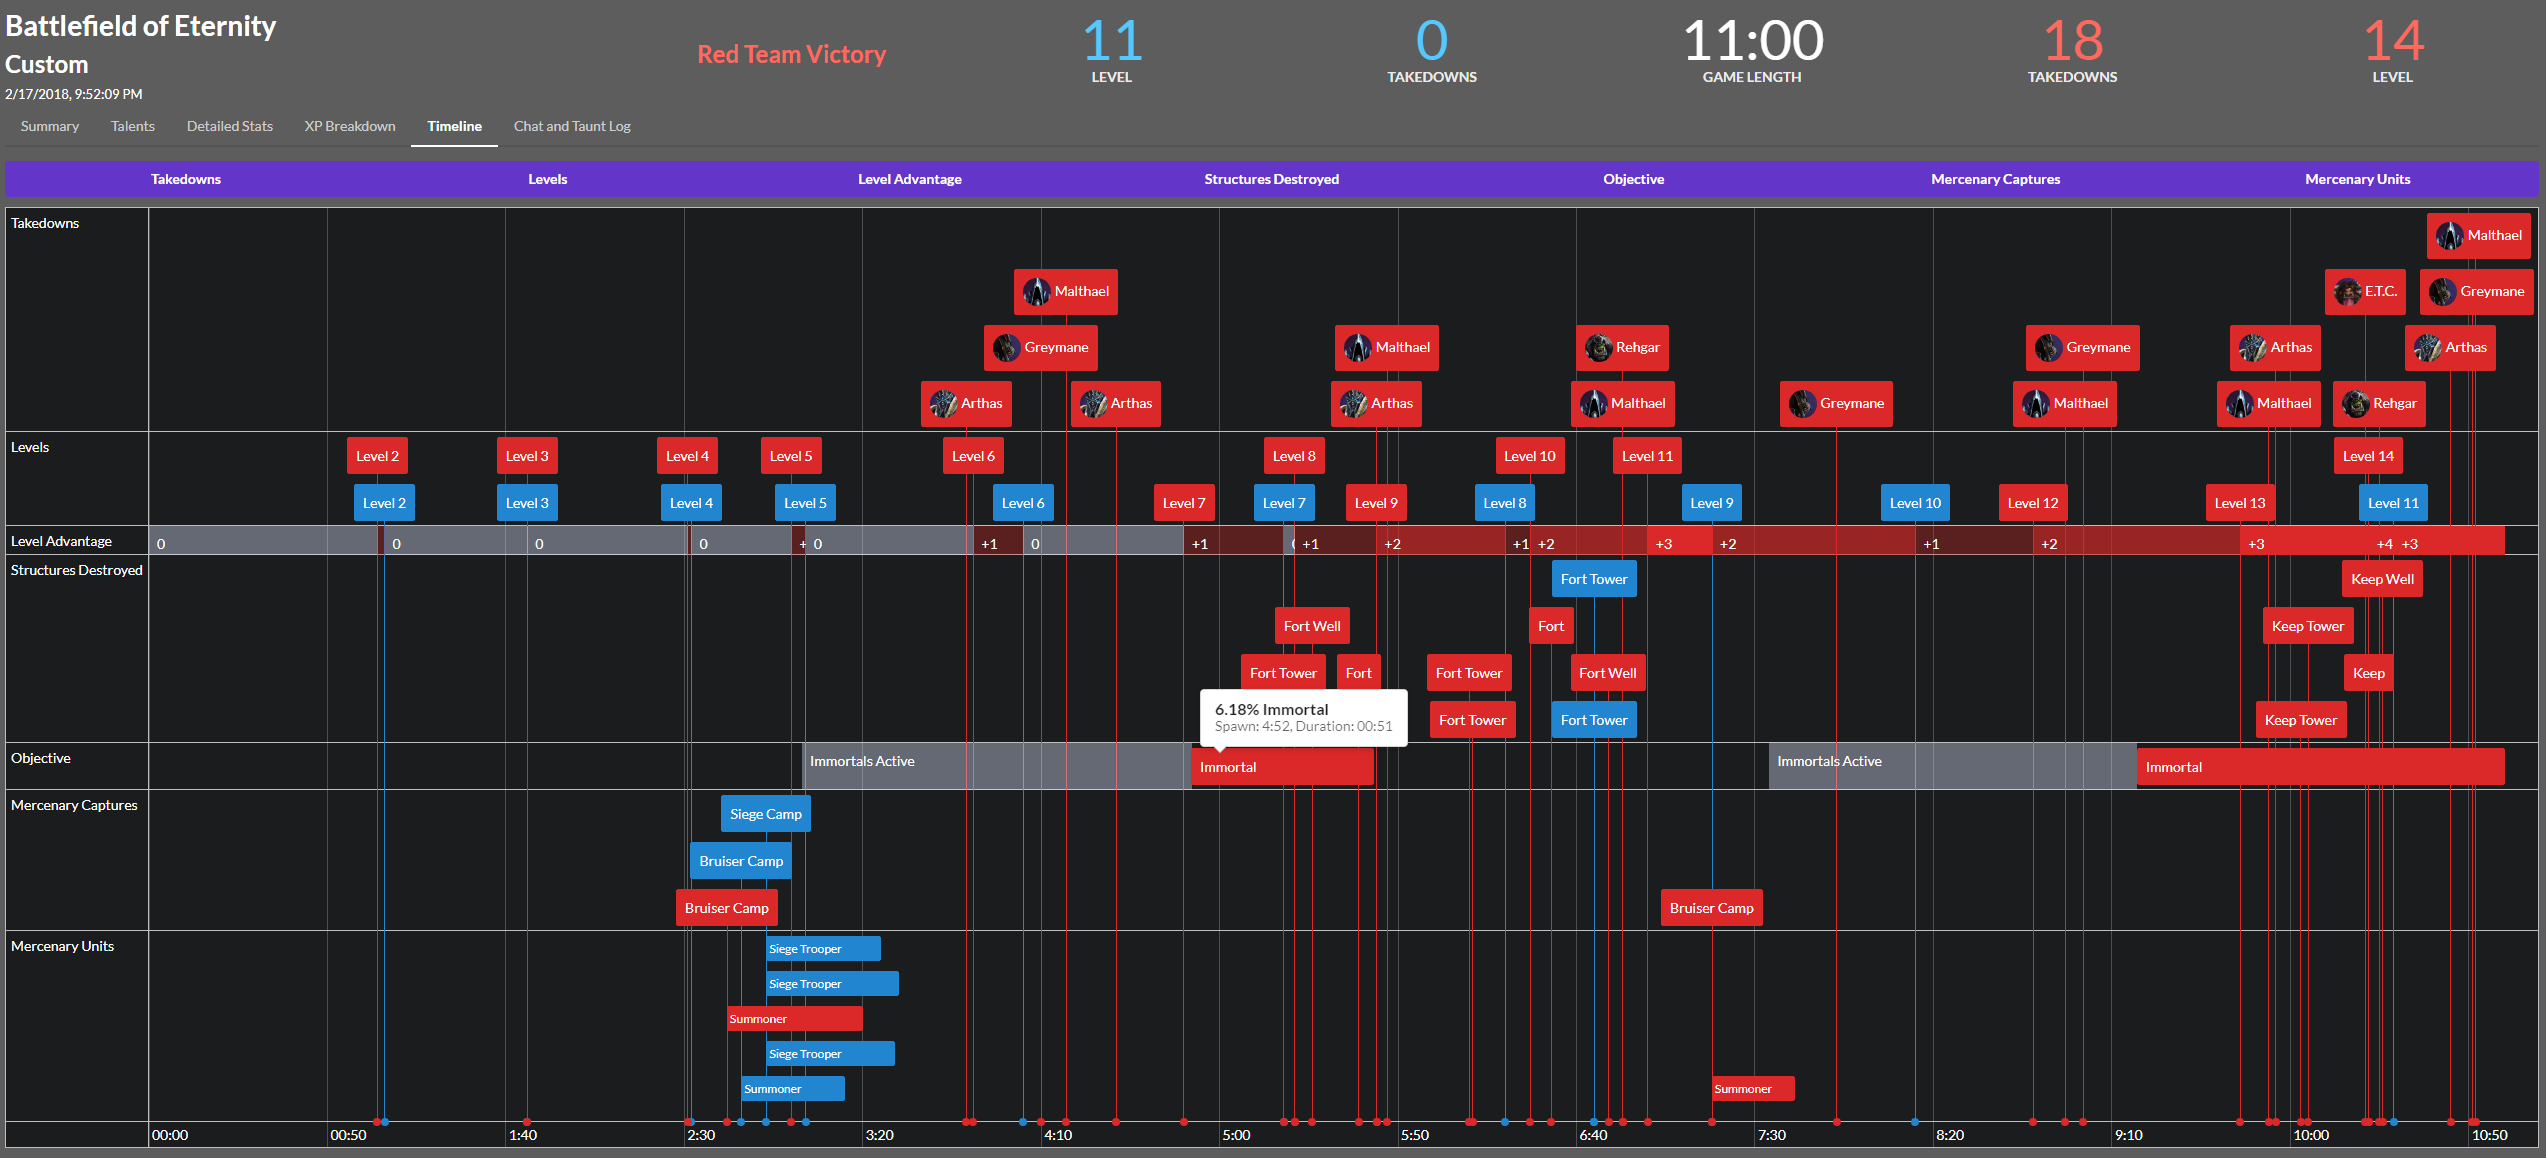 Battlefield of Eternity
Custom
2/17/2018, 9:52:09 PM
Red Team Victory
11
LEVEL
0
TAKEDOWNS
11:00
GAME LENGTH
18
TAKEDOWNS
14
LEVEL
Summary Talents Detailed Stats XP Breakdown Timeline Chat and Taunt Log
Takedowns Levels Level Advantage Structures Destroyed Objective Mercenary Captures Mercenary Units
Takedowns
Malthael
Malthael E.T.C. Greymane
Greymane Malthael Rehgar Greymane Arthas Arthas
Arthas Arthas Arthas Malthael Greymane Malthael Malthael Rehgar
Levels
Level 2 Level 3 Level 4 Level 5 Level 6 Level 8 Level 10 Level 11 Level 14
Level 2 Level 3 Level 4 Level 5 Level 6 Level 7 Level 7 Level 9 Level 8 Level 9 Level 10 Level 12 Level 13 Level 11
Level Advantage
0 0 0 0 + 0 +1 0 +1 +1 +2 +1 +2 +3 +2 +1 +2 +3 +4 +3
Structures Destroyed
Fort Tower Keep Well
Fort Well Fort Keep Tower
Fort Tower Fort Fort Tower Fort Well Keep
Fort Tower Fort Tower Keep Tower
6.18% Immortal
Spawn: 4:52, Duration: 00:51
Objective
Immortals Active Immortal Immortals Active Immortal
Mercenary Captures
Siege Camp
Bruiser Camp
Bruiser Camp Bruiser Camp
Mercenary Units
Siege Trooper
Siege Trooper
Summoner
Siege Trooper
Summoner Summoner
00:00 00:50 1:40 2:30 3:20 4:10 5:00 5:50 6:40 7:30 8:20 9:10 10:00 10:50